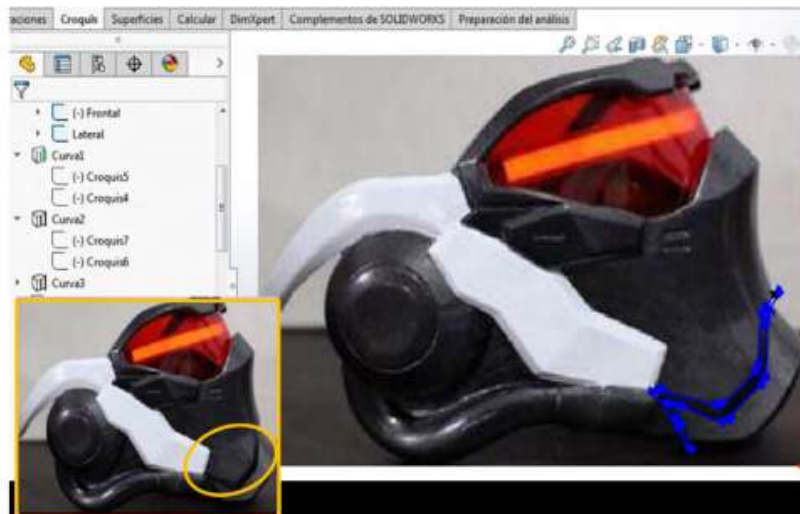 aciones Croquis Superficies Calcular DimXpert Complementos de SOLIDWORKS Preparación del análisis
(-) Frontal
Lateral
Curva1
(-) Croquis5
(-) Croquis4
Curva2
(-) Croquis7
(-) Croquis6
Curva3